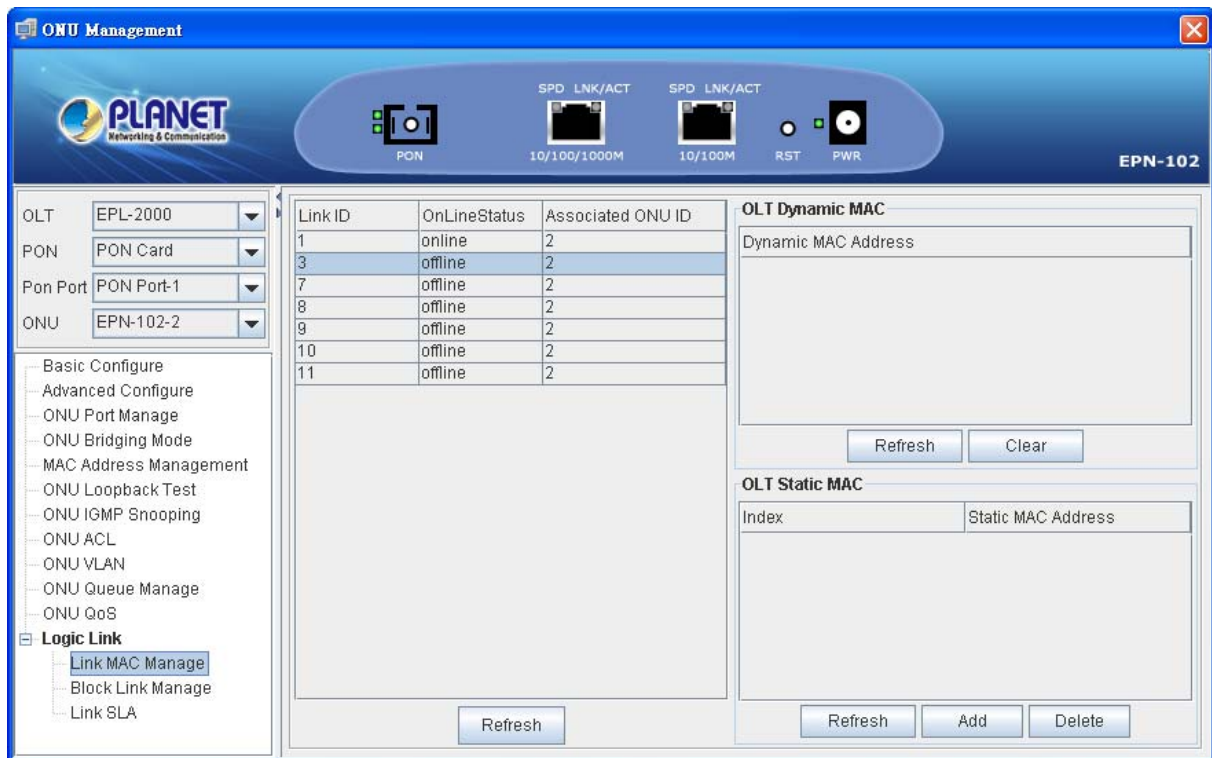 ONU Management
PLANET
Networking & Communication
SPD LNK/ACT
SPD LNK/ACT
PON
10/100/1000M
10/100M
RST
PWR
EPN-102
OLT EPL-2000
PON PON Card
Pon Port PON Port-1
ONU EPN-102-2
Basic Configure
Advanced Configure
ONU Port Manage
ONU Bridging Mode
MAC Address Management
ONU Loopback Test
ONU IGMP Snooping
ONU ACL
ONU VLAN
ONU Queue Manage
ONU QoS
Logic Link
Link MAC Manage
Block Link Manage
Link SLA
Link ID OnLineStatus Associated ONU ID
1 online 2
3 offline 2
7 offline 2
8 offline 2
9 offline 2
10 offline 2
11 offline 2
Refresh
OLT Dynamic MAC
Dynamic MAC Address
Refresh Clear
OLT Static MAC
Index Static MAC Address
Refresh Add Delete